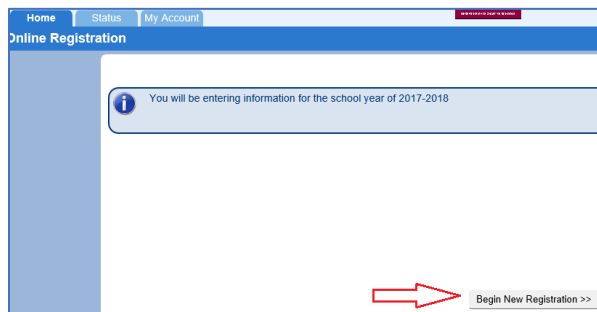 Home Status My Account
Online Registration
You will be entering information for the school year of 2017-2018
Begin New Registration >>